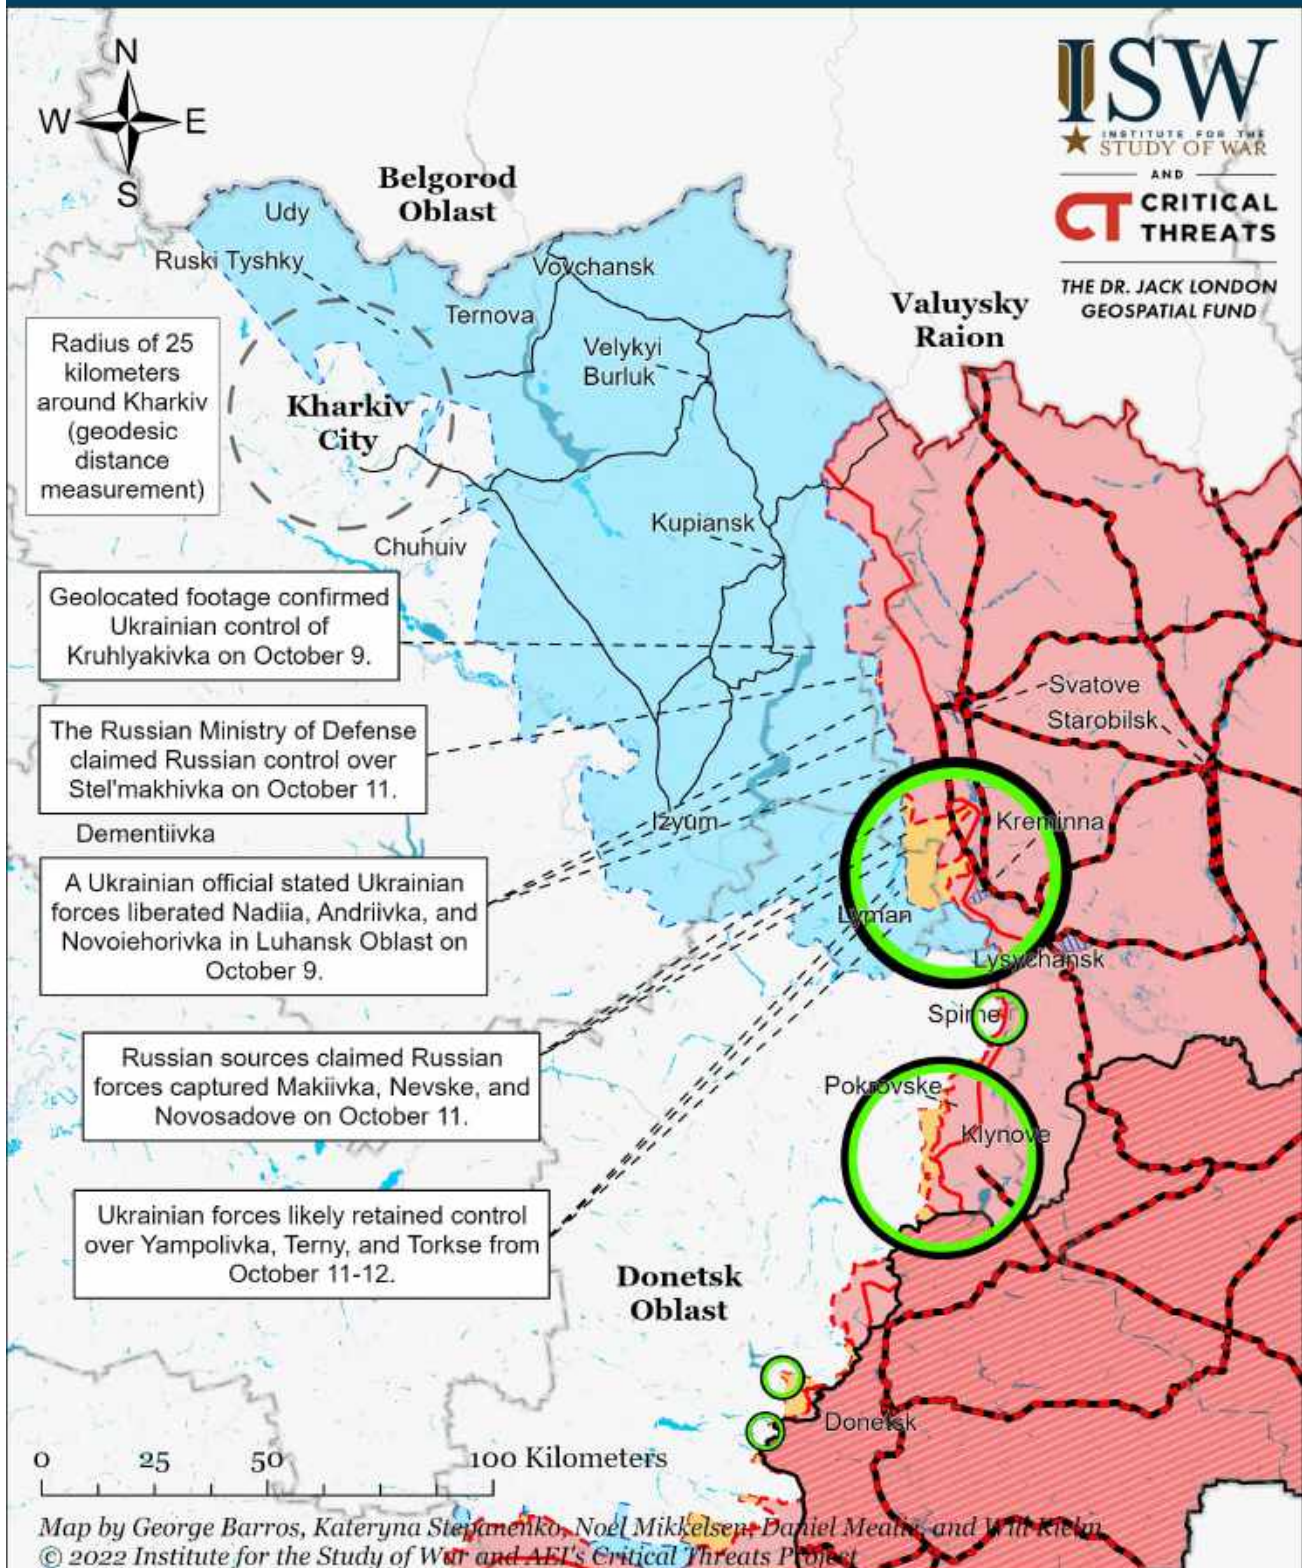 N
W E
S
ISW
INSTITUTE FOR THE
STUDY OF WAR
AND
CT CRITICAL
THREATS
THE DR. JACK LONDON
GEOSPATIAL FUND
Belgorod
Oblast
Udy
Ruski Tyshky
Vovchansk
Ternova
Valuysky
Raion
Velykyi
Burluk
Radius of 25
kilometers
around Kharkiv
(geodesic
distance
measurement)
Kharkiv
City
Kupiansk
Chuhuiv
Geolocated footage confirmed
Ukrainian control of
Kruhlyakivka on October 9.
Svatove
Starobilsk
The Russian Ministry of Defense
claimed Russian control over
Stel'makhivka on October 11.
Dementiivka
Izyum
Kreminna
A Ukrainian official stated Ukrainian
forces liberated Nadiia, Andriivka, and
Novoiehorivka in Luhansk Oblast on
October 9.
Lyman
Lysychansk
Spirne
Russian sources claimed Russian
forces captured Makiivka, Nevske, and
Novosadove on October 11.
Pokrovske
Klynove
Ukrainian forces likely retained control
over Yampolivka, Terny, and Torkse from
October 11-12.
Donetsk
Oblast
Donetsk
0 25 50 100 Kilometers
Map by George Barros, Kateryna Stepanenko, Noel Mikkelsen, Daniel Mealie, and Will Kielm
© 2022 Institute for the Study of War and AEI's Critical Threats Project